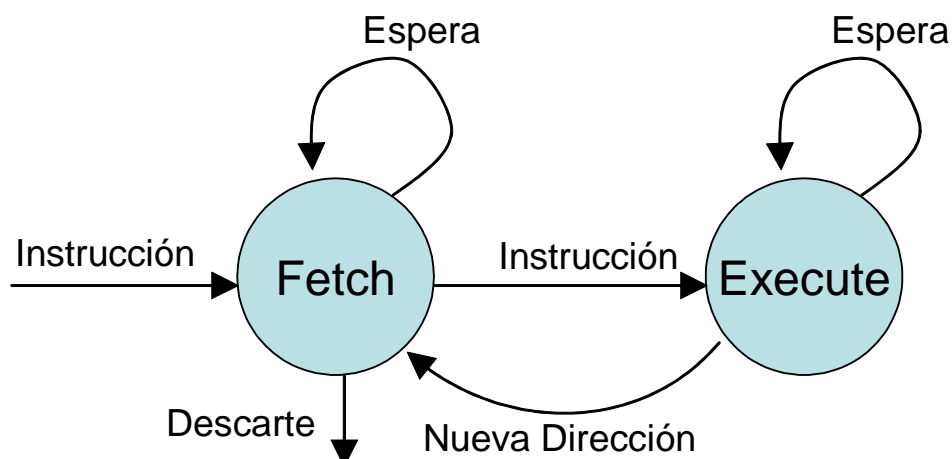 Espera
Espera
Instrucción
Fetch
Instrucción
Execute
Descarte
Nueva Dirección